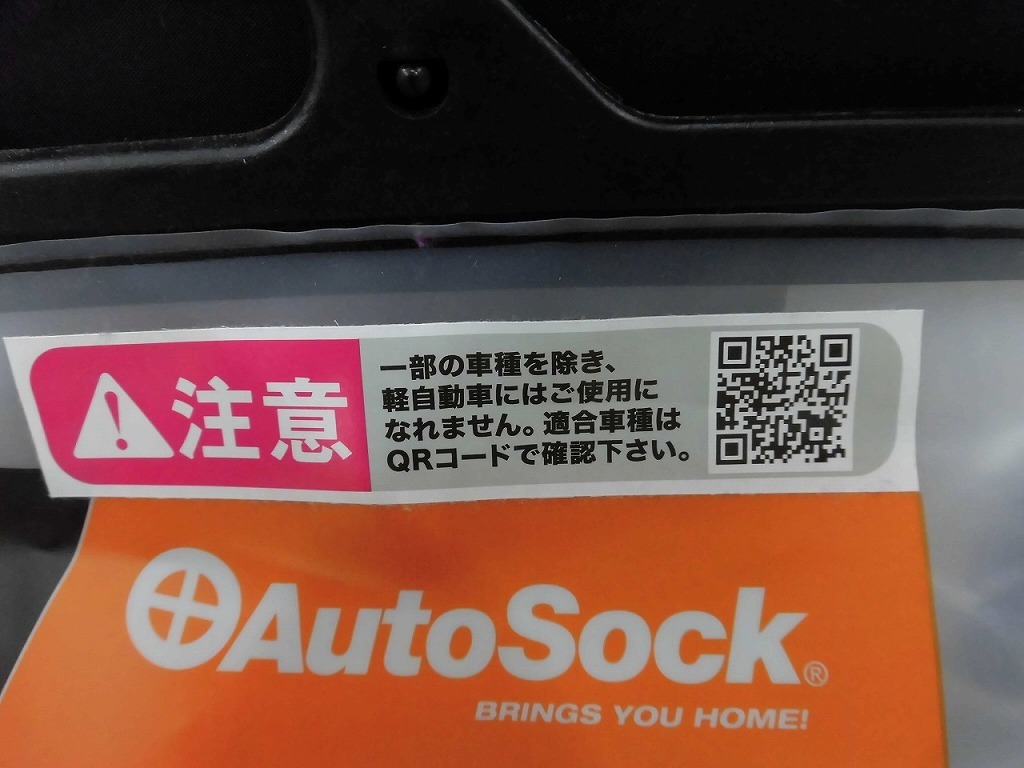 注意
一部の車種を除き、
軽自動車にはご使用に
なれません。適合車種は
QRコードで確認下さい。
AutoSock®
BRINGS YOU HOME!